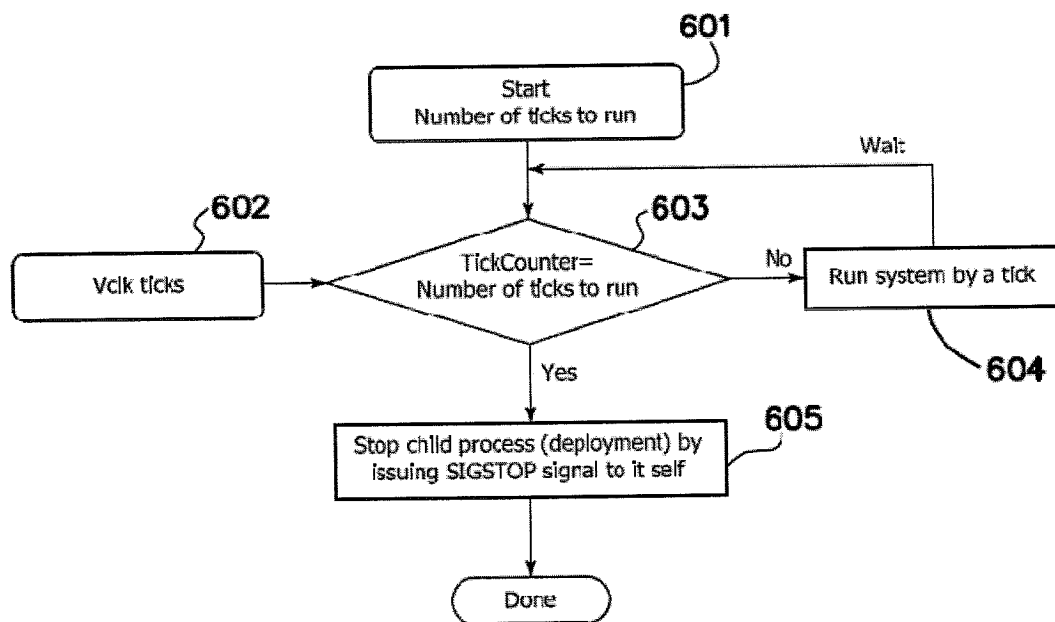 601
Start
Number of ticks to run
Wait
602
603
Vclk ticks
TickCounter=
Number of ticks to run
No
Run system by a tick
604
Yes
605
Stop child process (deployment) by
issuing SIGSTOP signal to it self
Done